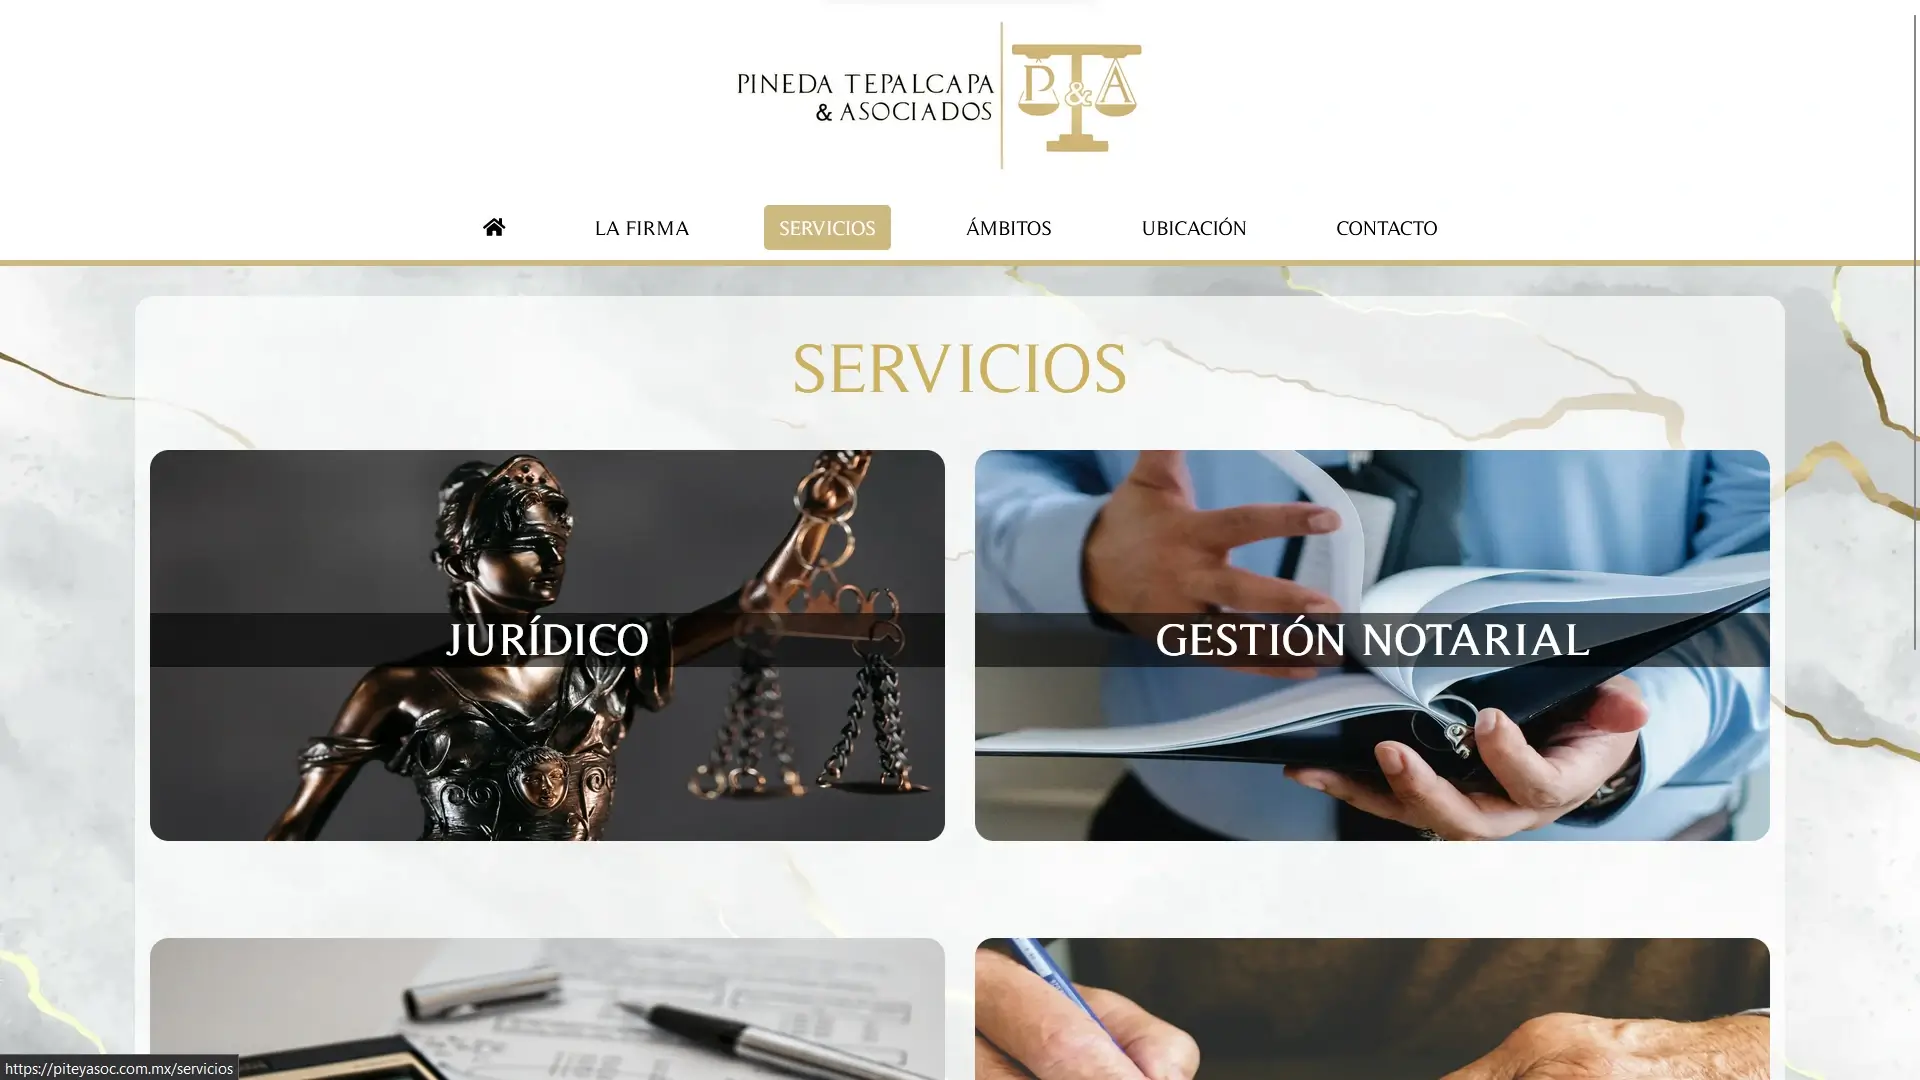 PINEDA TEPALCAPA
& ASOCIADOS
P & A
LA FIRMA
SERVICIOS
ÁMBITOS
UBICACIÓN
CONTACTO
SERVICIOS
JURÍDICO
GESTIÓN NOTARIAL
https://piteyasoc.com.mx/servicios